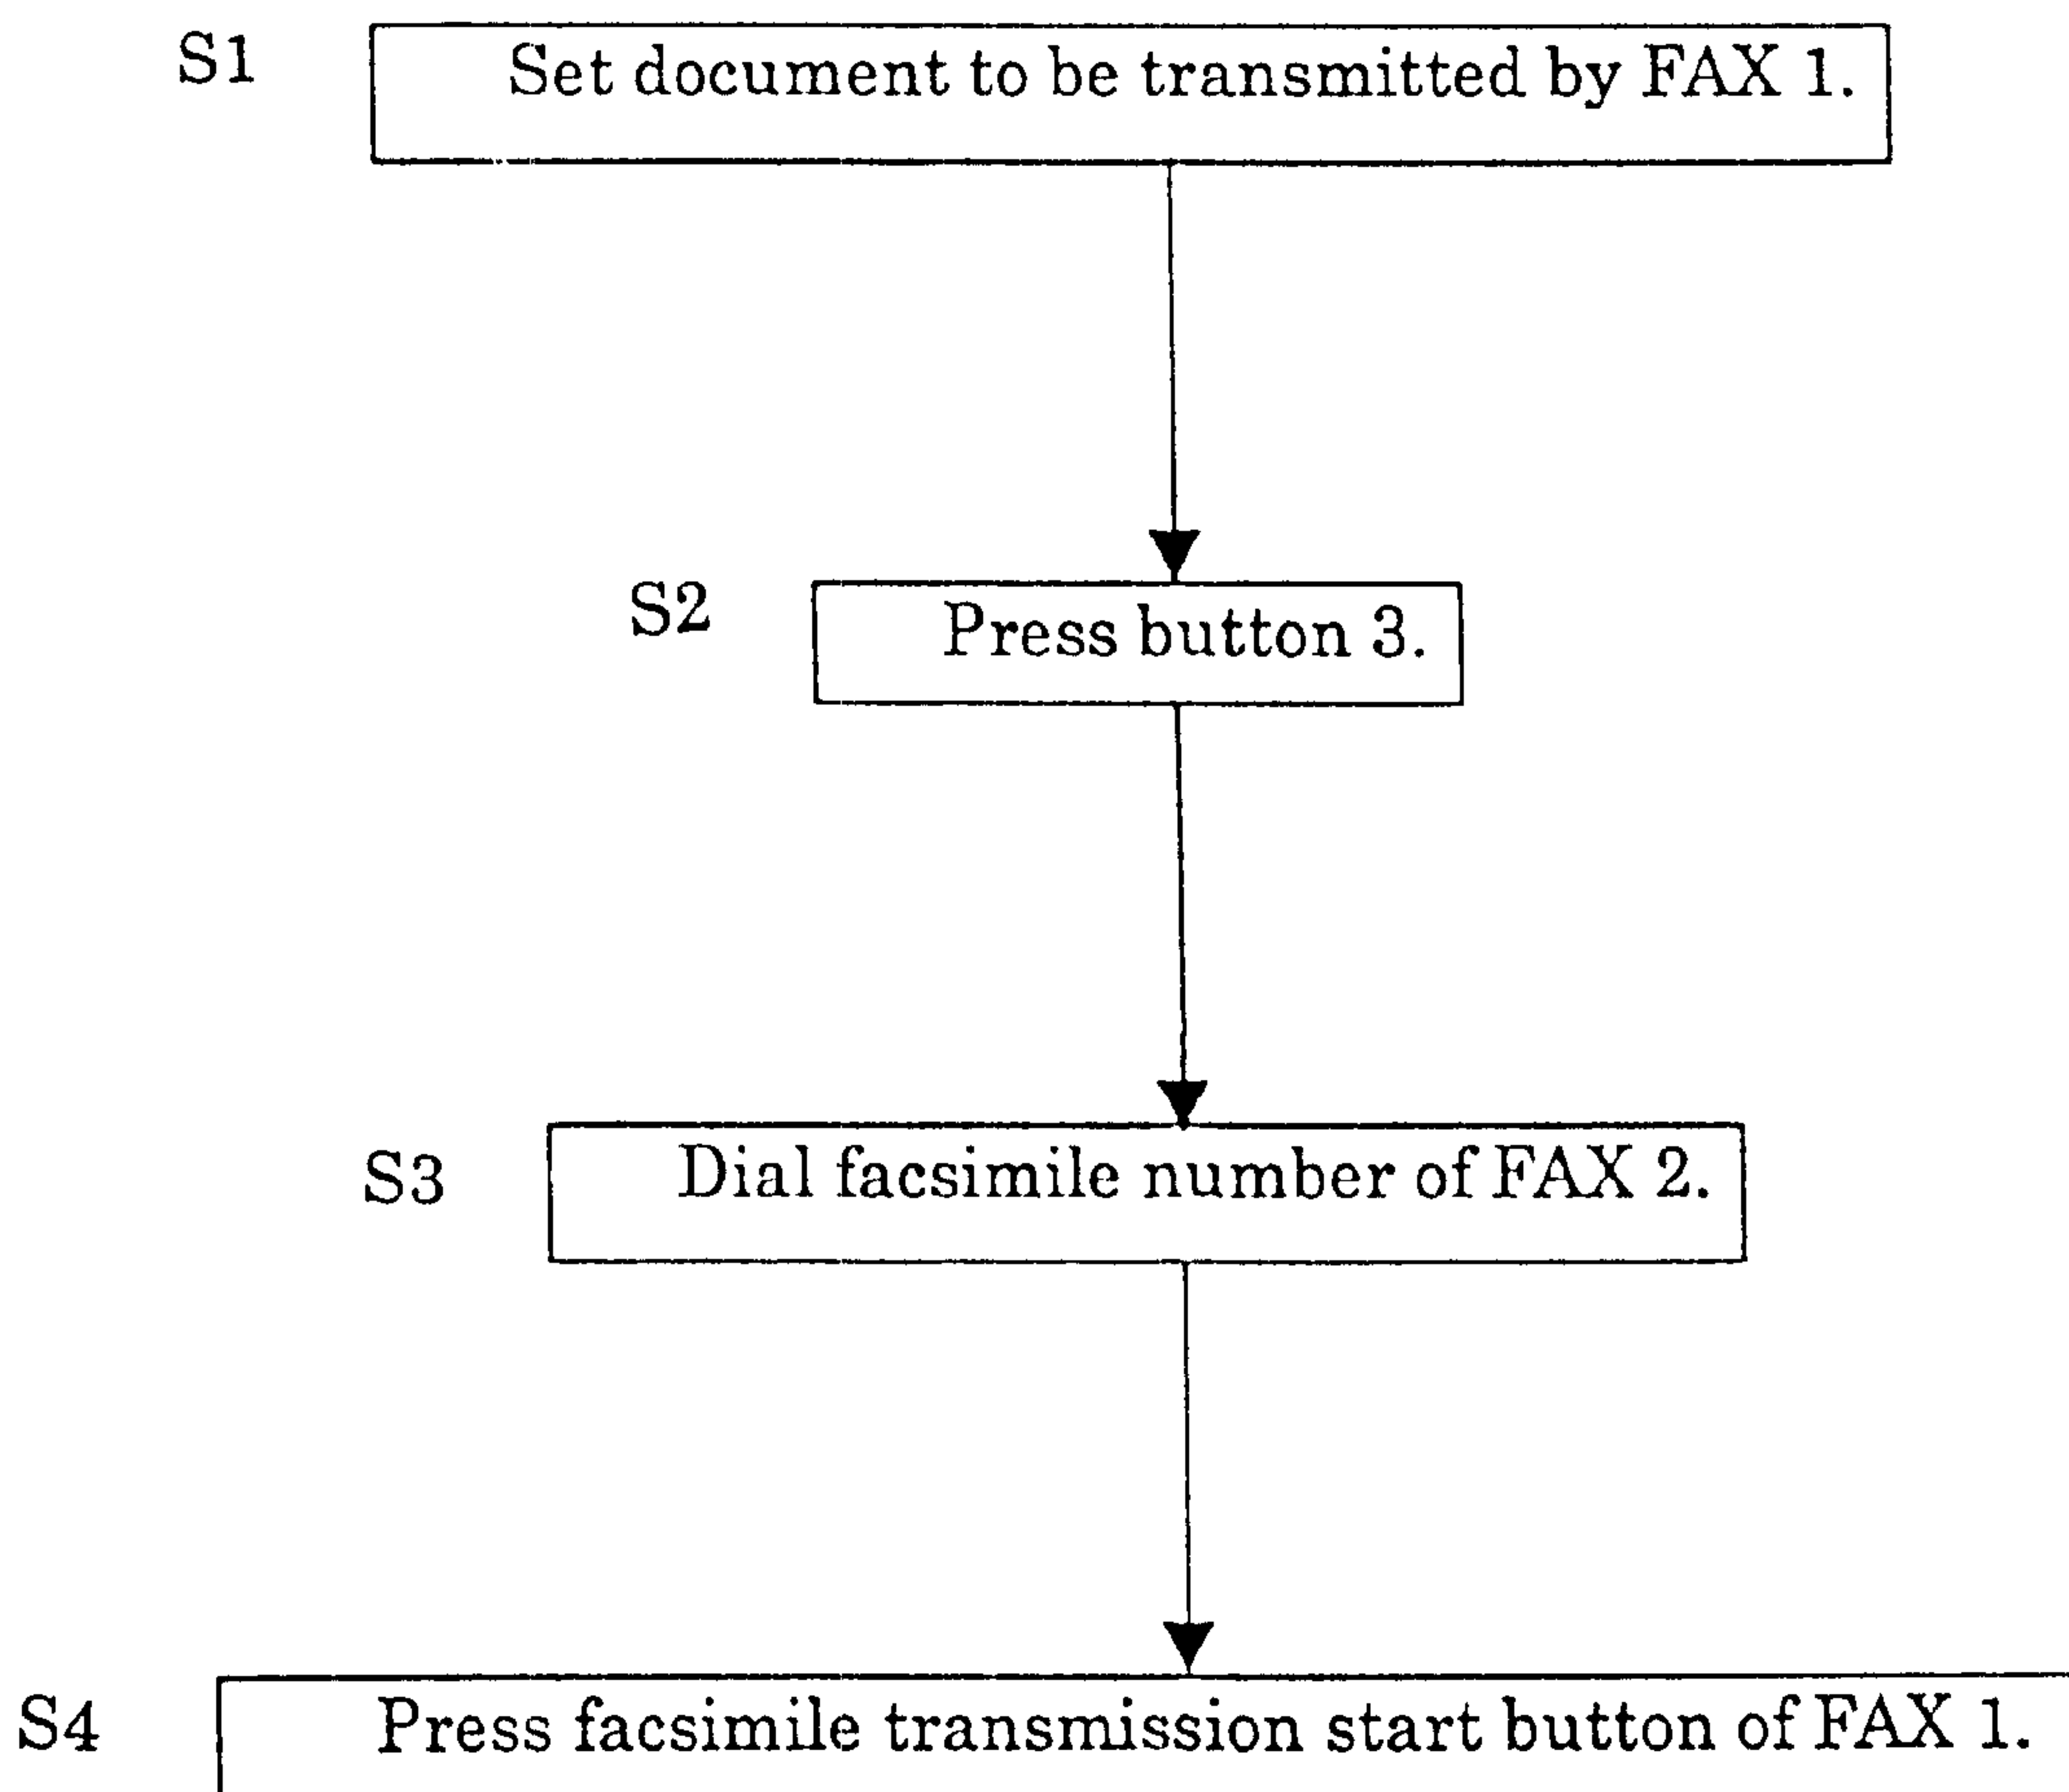 S1 Set document to be transmitted by FAX 1.
S2 Press button 3.
S3 Dial facsimile number of FAX 2.
S4 Press facsimile transmission start button of FAX 1.